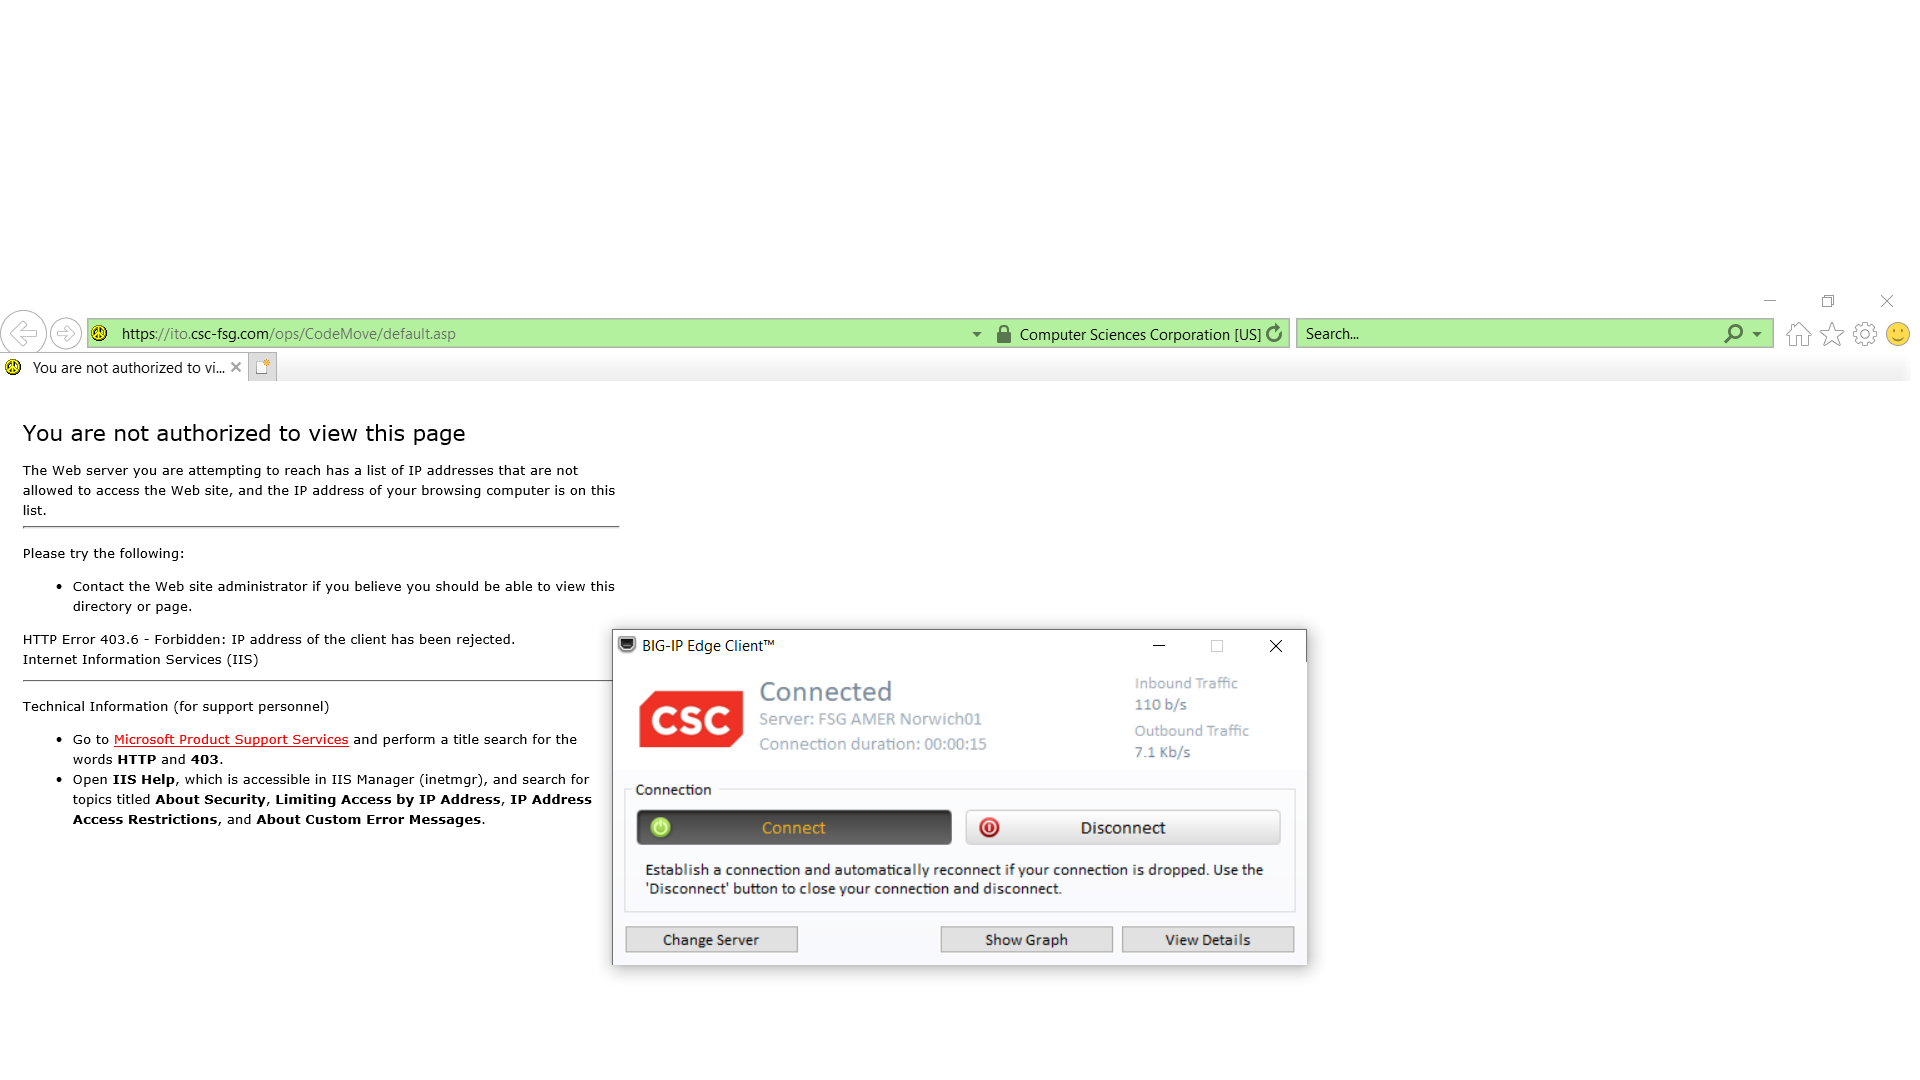 https://ito.csc-fsg.com/ops/CodeMove/default.asp
Computer Sciences Corporation [US]
Search...
You are not authorized to vi...
You are not authorized to view this page
The Web server you are attempting to reach has a list of IP addresses that are not
allowed to access the Web site, and the IP address of your browsing computer is on this
list.
Please try the following:
• Contact the Web site administrator if you believe you should be able to view this
directory or page.
HTTP Error 403.6 - Forbidden: IP address of the client has been rejected.
Internet Information Services (IIS)
Technical Information (for support personnel)
• Go to Microsoft Product Support Services and perform a title search for the
words HTTP and 403.
• Open IIS Help, which is accessible in IIS Manager (inetmgr), and search for
topics titled About Security, Limiting Access by IP Address, IP Address
Access Restrictions, and About Custom Error Messages.
BIG-IP Edge Client™
CSC
Connected
Server: FSG AMER Norwich01
Connection duration: 00:00:15
Inbound Traffic
110 b/s
Outbound Traffic
7.1 Kb/s
Connection
Connect
Disconnect
Establish a connection and automatically reconnect if your connection is dropped. Use the
'Disconnect' button to close your connection and disconnect.
Change Server
Show Graph
View Details